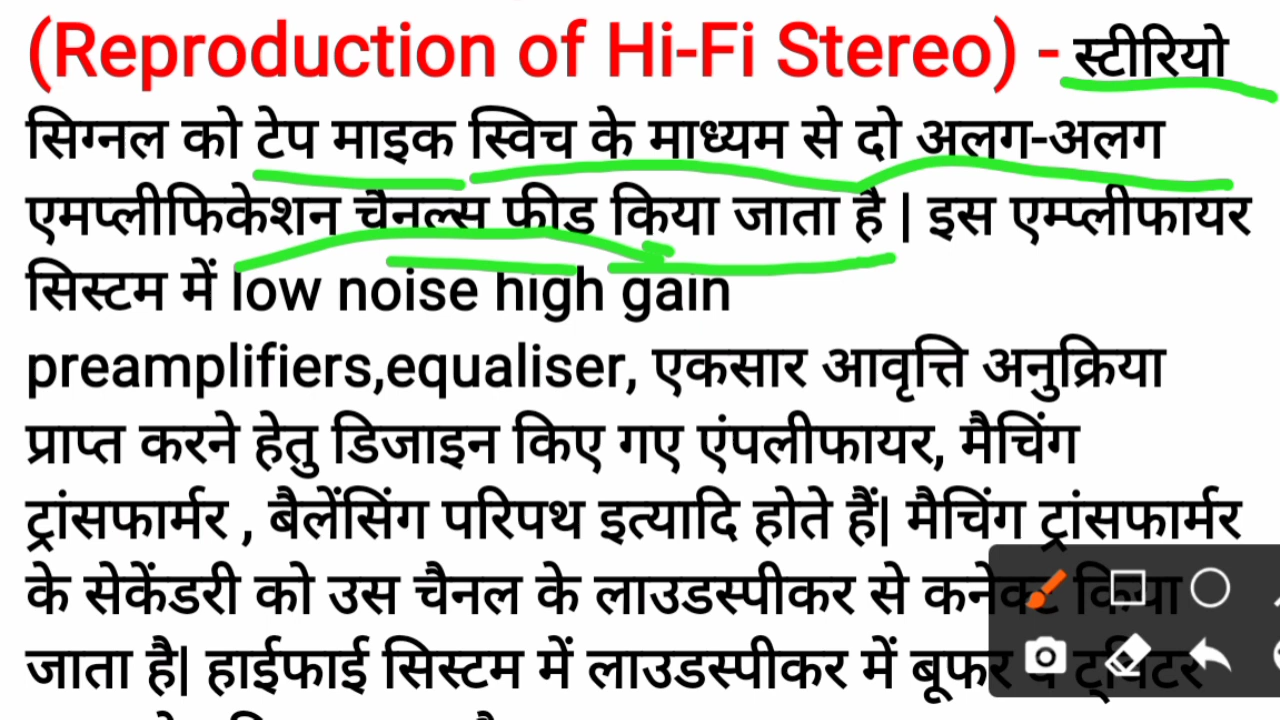 (Reproduction of Hi-Fi Stereo) - स्टीरियो
सिग्नल को टेप माइक स्विच के माध्यम से दो अलग-अलग
एमप्लीफिकेशन चैनल्स फीड किया जाता है | इस एम्प्लीफायर
सिस्टम में low noise high gain
preamplifiers,equaliser, एकसार आवृत्ति अनुक्रिया
प्राप्त करने हेतु डिजाइन किए गए एंपलीफायर, मैचिंग
ट्रांसफार्मर , बैलेंसिंग परिपथ इत्यादि होते हैं| मैचिंग ट्रांसफार्मर
के सेकेंडरी को उस चैनल के लाउडस्पीकर से कनेक्ट किया
जाता है| हाईफाई सिस्टम में लाउडस्पीकर में बूफर व ट्विटर